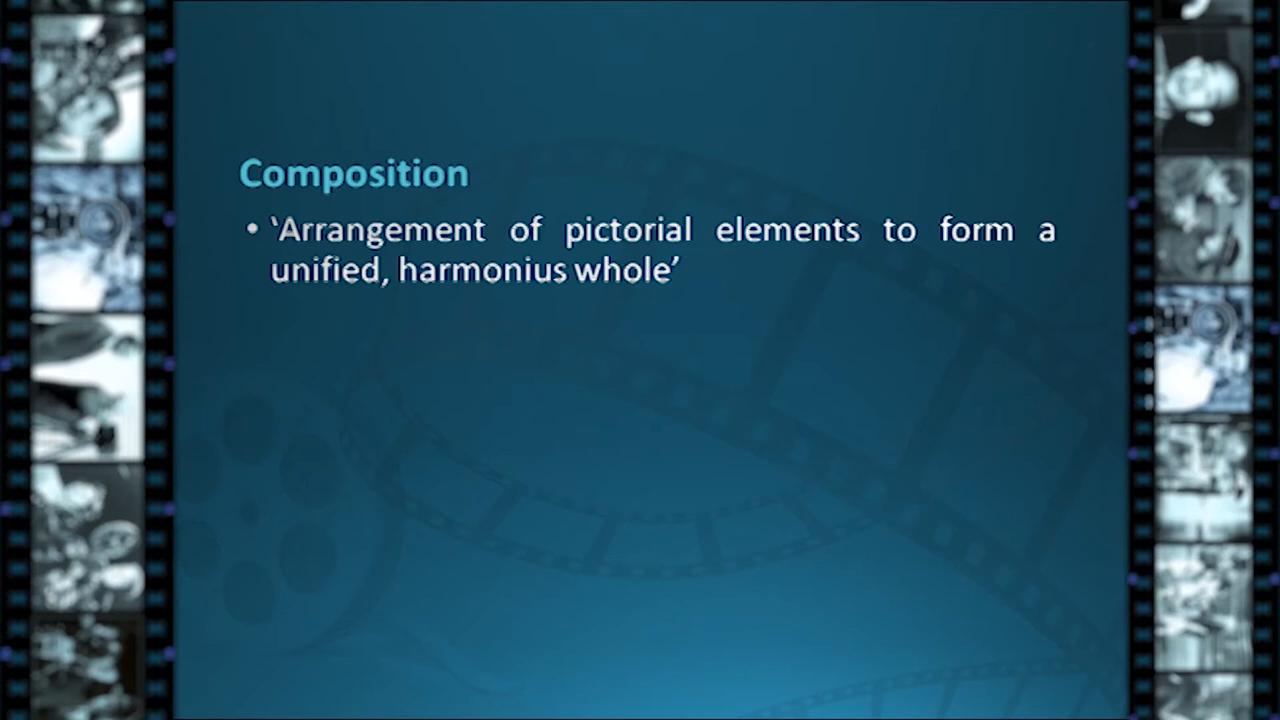 Composition
• ‘Arrangement of pictorial elements to form a
unified, harmonius whole’